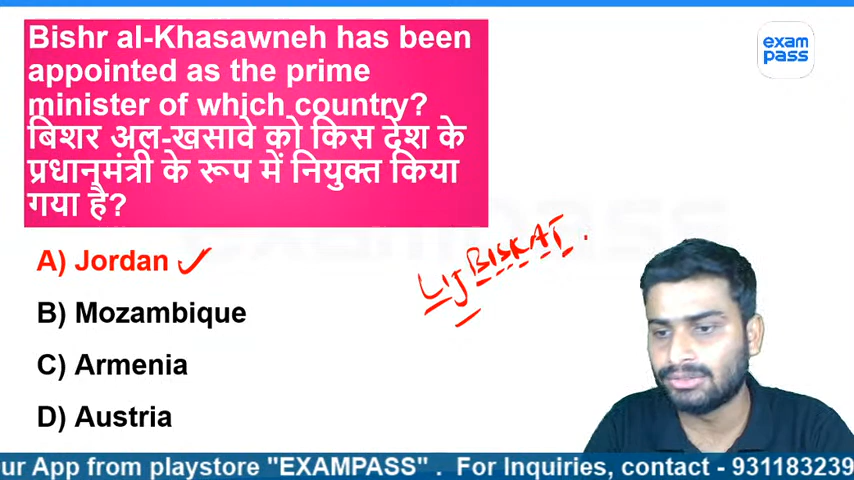 Bishr al-Khasawneh has been
appointed as the prime
minister of which country?
बिशर अल-खसावे को किस देश के
प्रधानमंत्री के रूप में नियुक्त किया
गया है?
exam
pass
A) Jordan
LIJBISKAT
B) Mozambique
C) Armenia
D) Austria
ur App from playstore "EXAMPASS" . For Inquiries, contact - 931183239